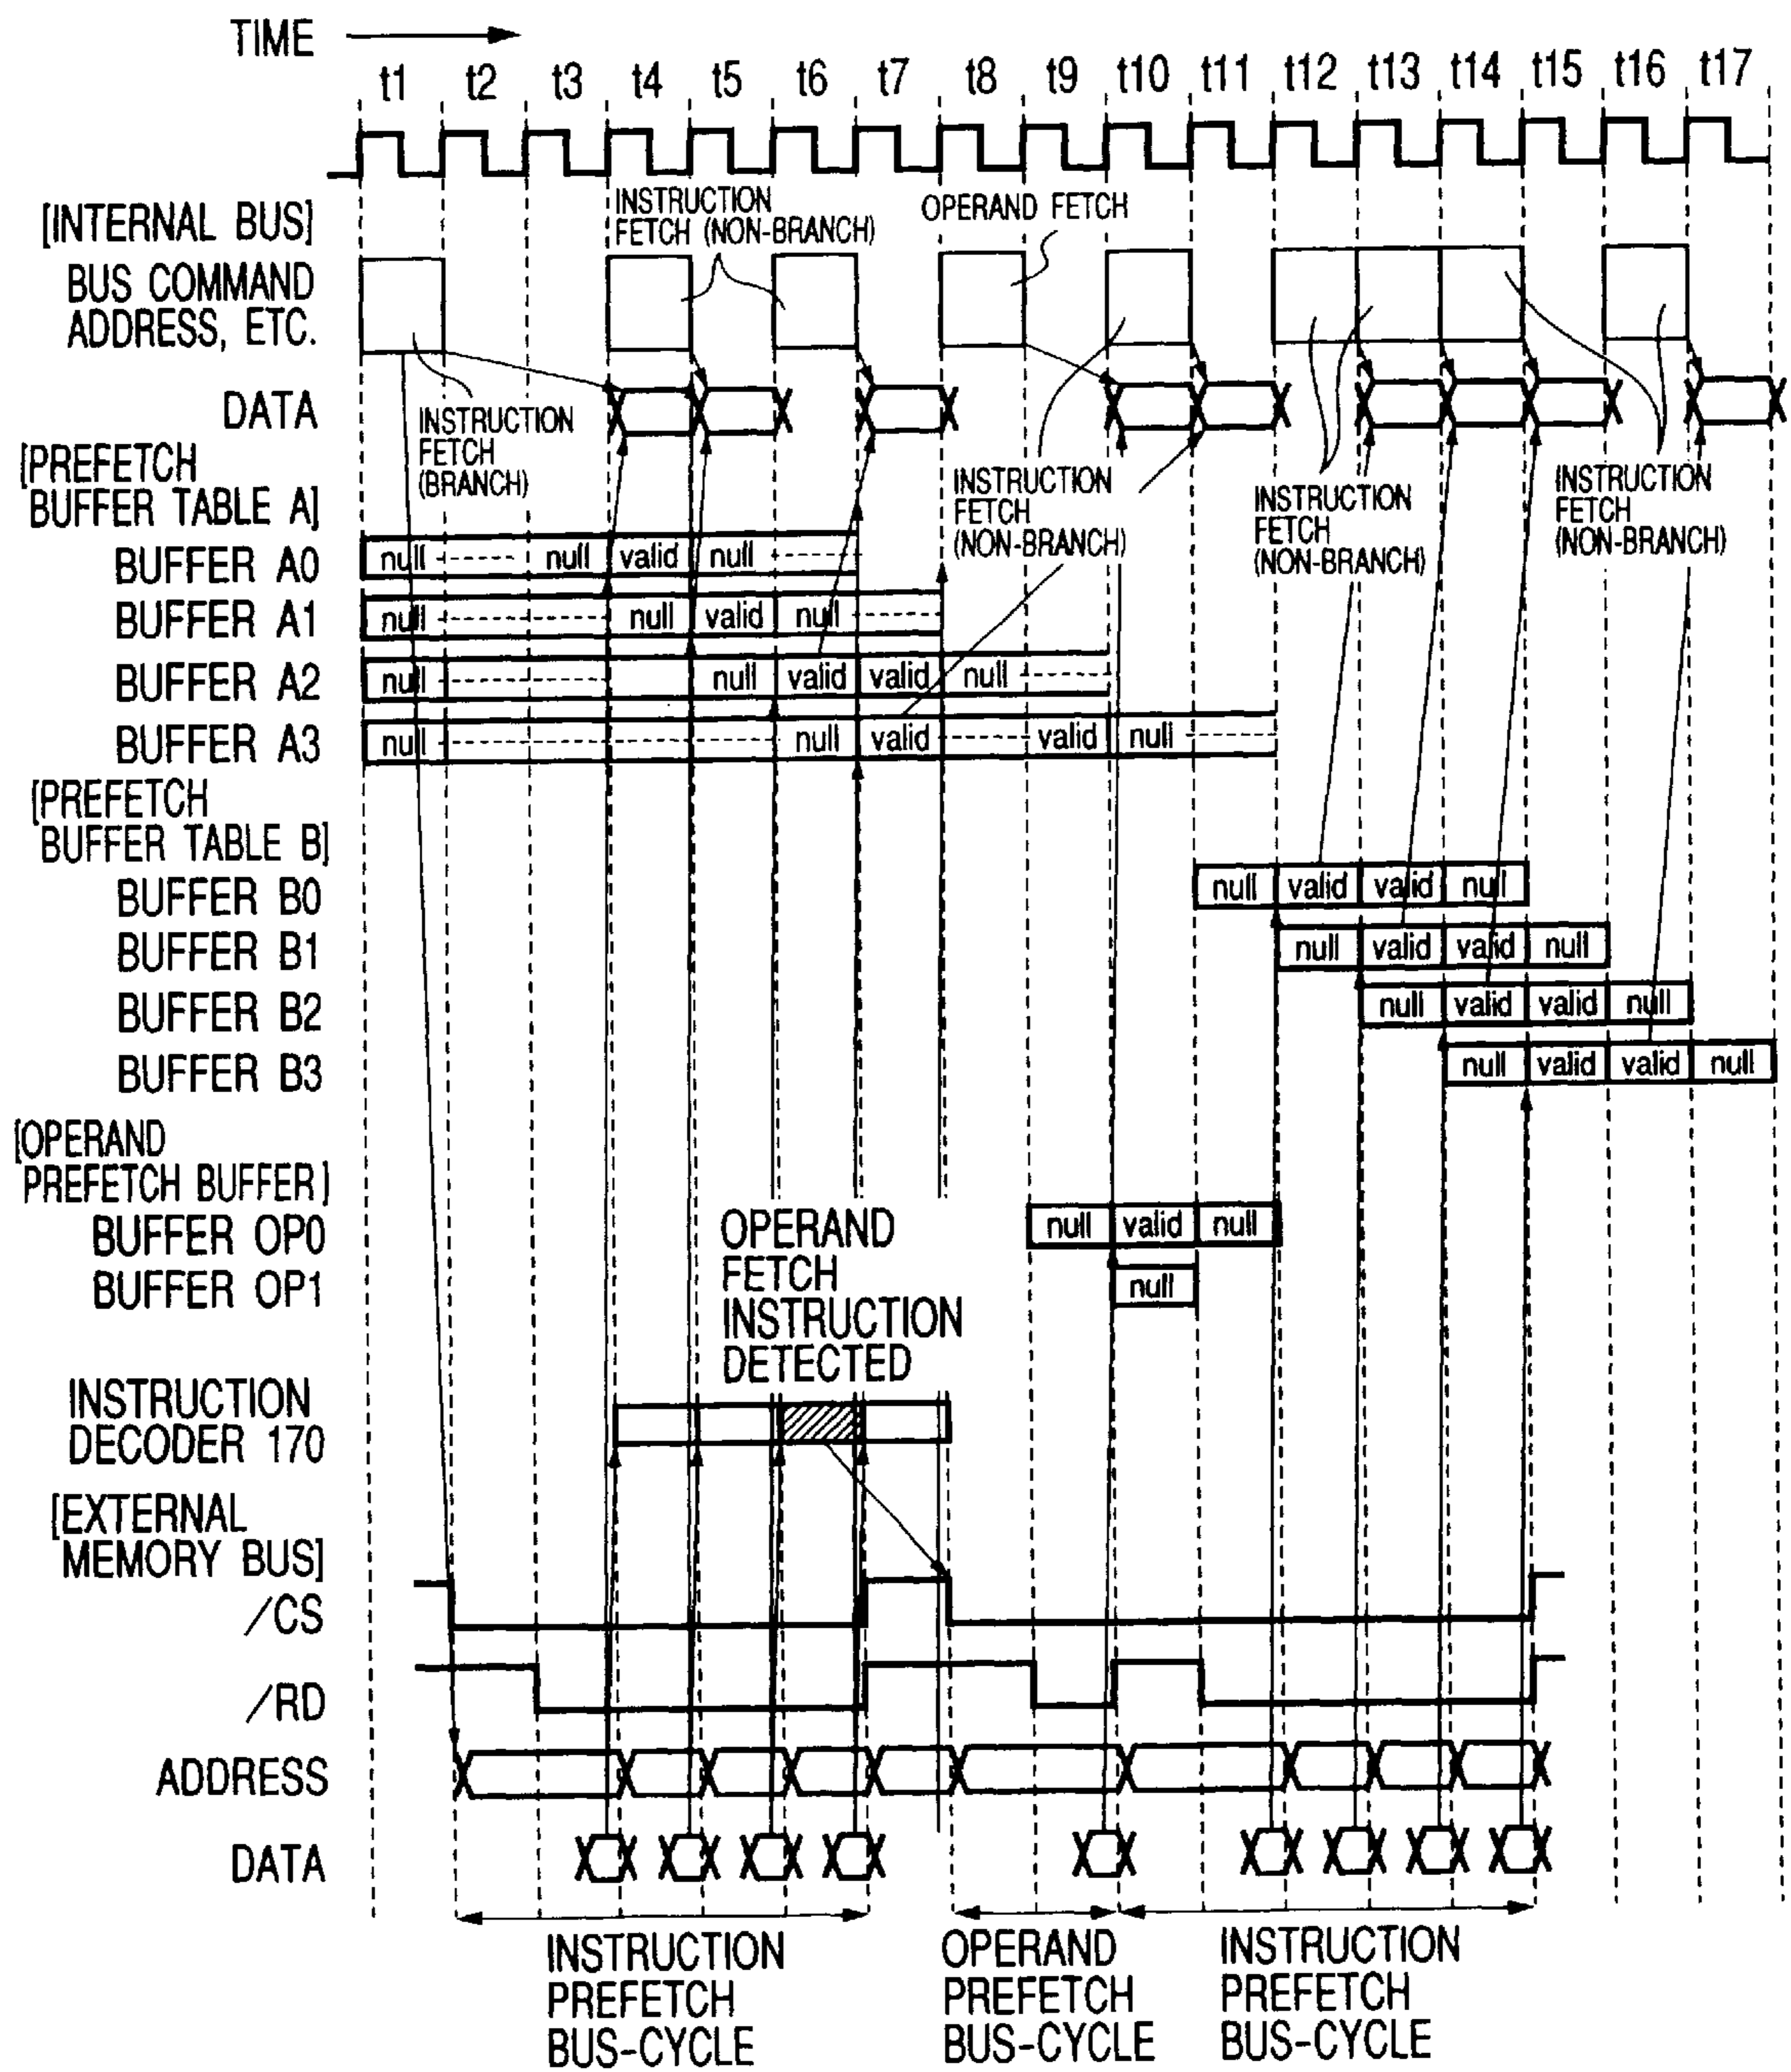 TIME
t1 t2 t3 t4 t5 t6 t7 t8 t9 t10 t11 t12 t13 t14 t15 t16 t17
[INTERNAL BUS]
INSTRUCTION
FETCH (NON-BRANCH)
OPERAND FETCH
BUS COMMAND
ADDRESS, ETC.
DATA
INSTRUCTION
FETCH
(BRANCH)
INSTRUCTION
FETCH
(NON-BRANCH)
INSTRUCTION
FETCH
(NON-BRANCH)
INSTRUCTION
FETCH
(NON-BRANCH)
[PREFETCH
BUFFER TABLE A]
BUFFER A0 null null valid null
BUFFER A1 null null valid null
BUFFER A2 null null valid valid null
BUFFER A3 null null valid valid null
[PREFETCH
BUFFER TABLE B]
BUFFER B0 null valid valid null
BUFFER B1 null valid valid null
BUFFER B2 null valid valid null
BUFFER B3 null valid valid null
[OPERAND
PREFETCH BUFFER]
BUFFER OP0 null valid null
BUFFER OP1 null
OPERAND
FETCH
INSTRUCTION
DETECTED
INSTRUCTION
DECODER 170
[EXTERNAL
MEMORY BUS]
/CS
/RD
ADDRESS
DATA
INSTRUCTION
PREFETCH
BUS-CYCLE
OPERAND
PREFETCH
BUS-CYCLE
INSTRUCTION
PREFETCH
BUS-CYCLE